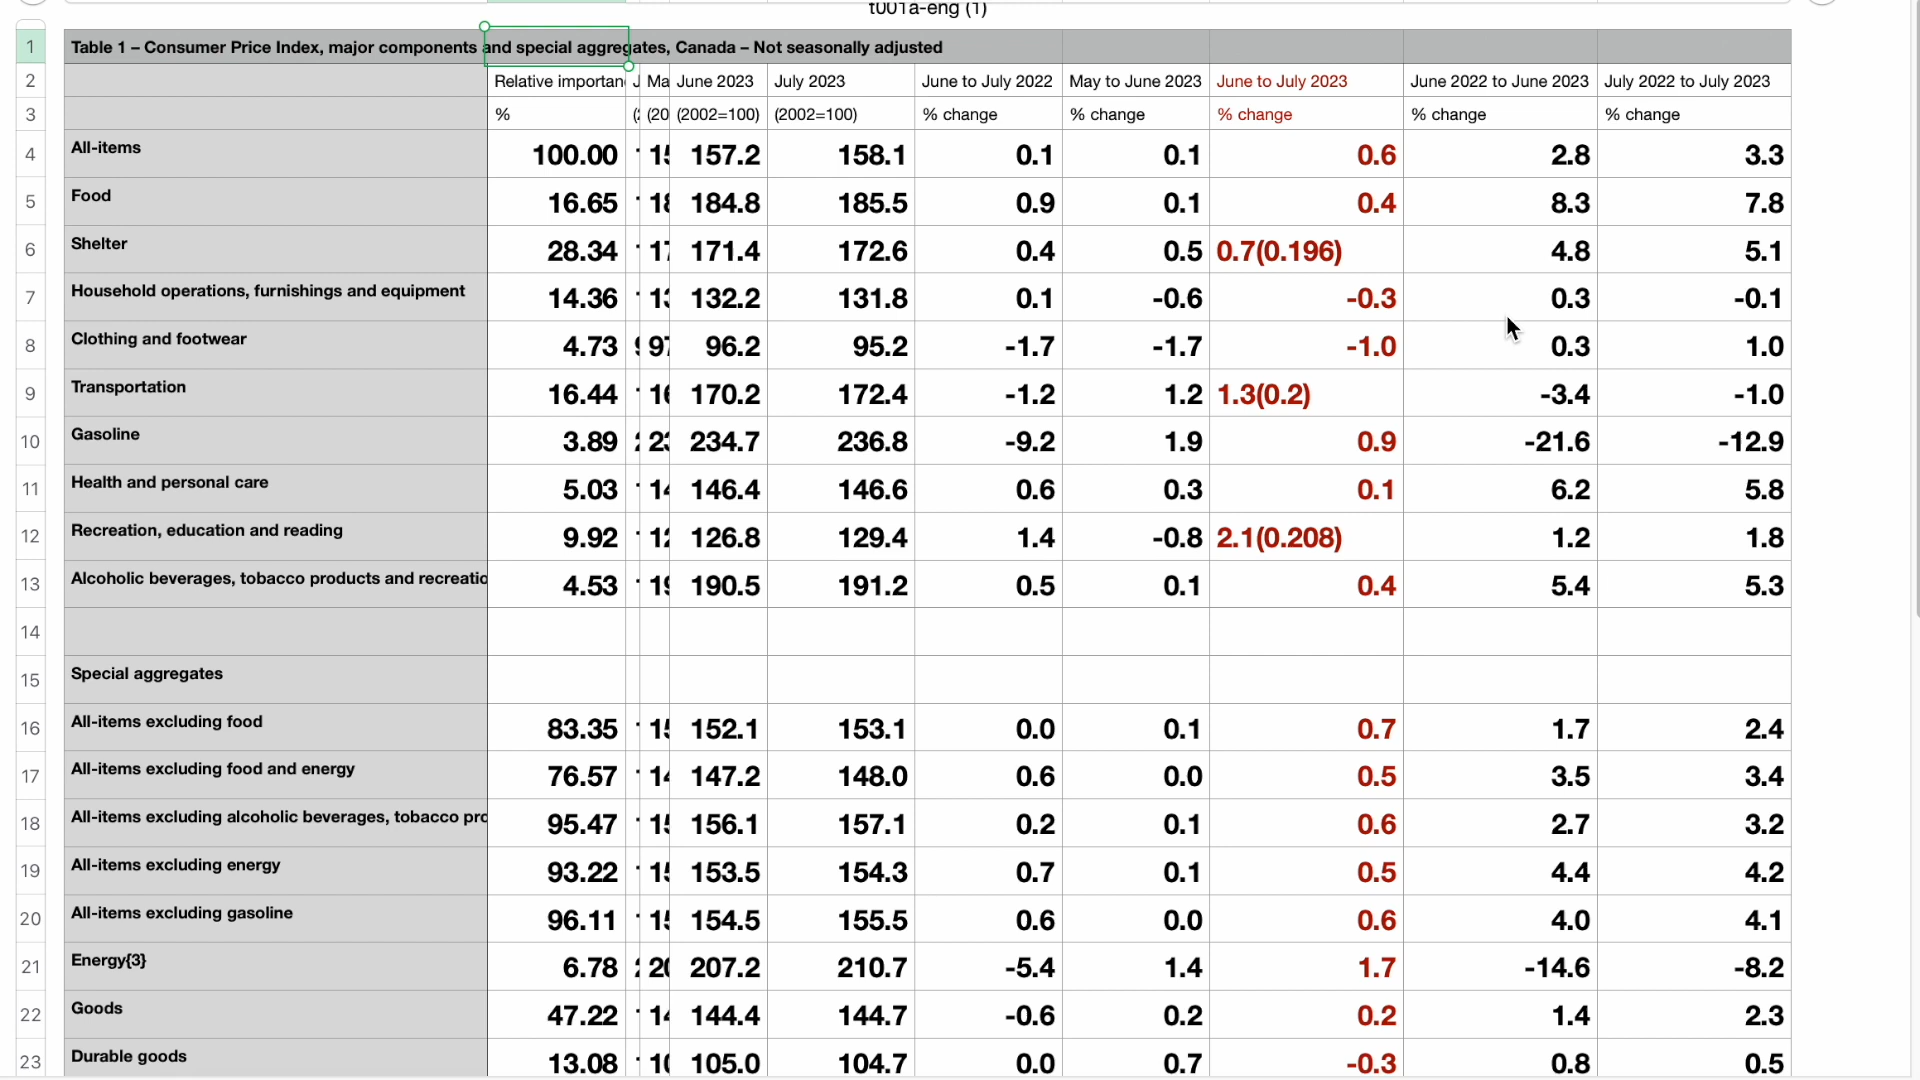 t001a-eng (1)
1 Table 1 – Consumer Price Index, major components and special aggregates, Canada – Not seasonally adjusted
2 Relative importan J Ma June 2023 July 2023 June to July 2022 May to June 2023 June to July 2023 June 2022 to June 2023 July 2022 to July 2023
3 % (20 (2002=100) (2002=100) % change % change % change % change % change
4 All-items 100.00 157.2 158.1 0.1 0.1 0.6 2.8 3.3
5 Food 16.65 184.8 185.5 0.9 0.1 0.4 8.3 7.8
6 Shelter 28.34 171.4 172.6 0.4 0.5 0.7(0.196) 4.8 5.1
7 Household operations, furnishings and equipment 14.36 132.2 131.8 0.1 -0.6 -0.3 0.3 -0.1
8 Clothing and footwear 4.73 97 96.2 95.2 -1.7 -1.7 -1.0 0.3 1.0
9 Transportation 16.44 170.2 172.4 -1.2 1.2 1.3(0.2) -3.4 -1.0
10 Gasoline 3.89 234.7 236.8 -9.2 1.9 0.9 -21.6 -12.9
11 Health and personal care 5.03 146.4 146.6 0.6 0.3 0.1 6.2 5.8
12 Recreation, education and reading 9.92 126.8 129.4 1.4 -0.8 2.1(0.208) 1.2 1.8
13 Alcoholic beverages, tobacco products and recreatio 4.53 190.5 191.2 0.5 0.1 0.4 5.4 5.3
14
15 Special aggregates
16 All-items excluding food 83.35 152.1 153.1 0.0 0.1 0.7 1.7 2.4
17 All-items excluding food and energy 76.57 147.2 148.0 0.6 0.0 0.5 3.5 3.4
18 All-items excluding alcoholic beverages, tobacco pro 95.47 156.1 157.1 0.2 0.1 0.6 2.7 3.2
19 All-items excluding energy 93.22 153.5 154.3 0.7 0.1 0.5 4.4 4.2
20 All-items excluding gasoline 96.11 154.5 155.5 0.6 0.0 0.6 4.0 4.1
21 Energy{3} 6.78 207.2 210.7 -5.4 1.4 1.7 -14.6 -8.2
22 Goods 47.22 144.4 144.7 -0.6 0.2 0.2 1.4 2.3
23 Durable goods 13.08 105.0 104.7 0.0 0.7 -0.3 0.8 0.5